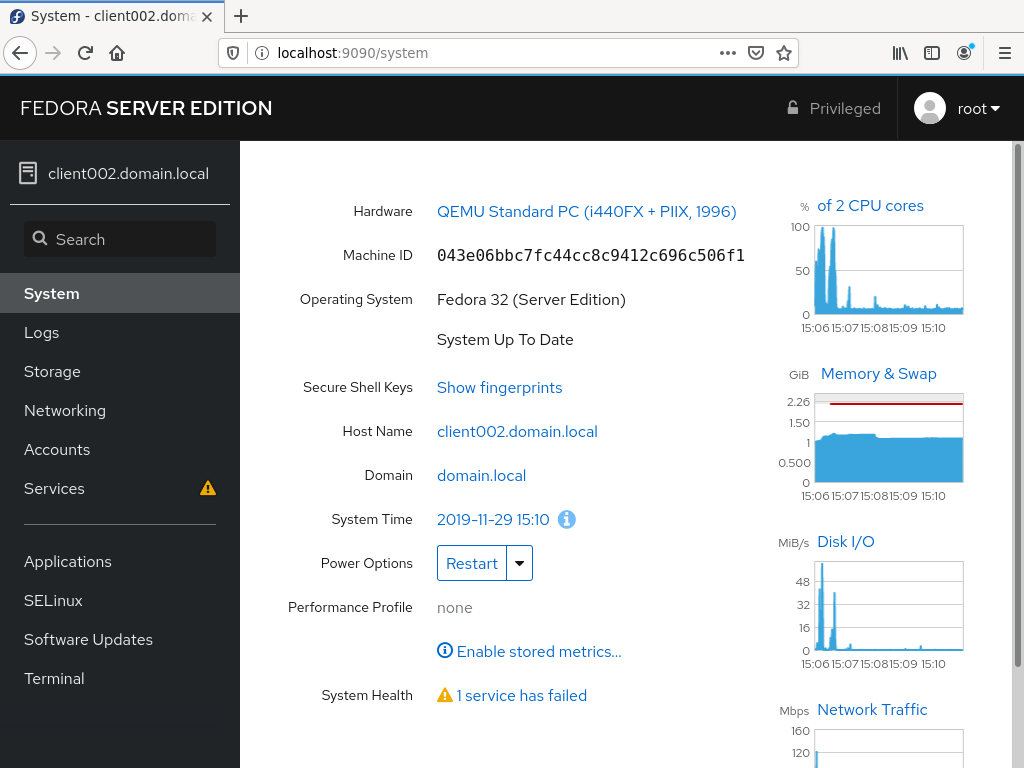 System - client002.doma
localhost:9090/system
FEDORA SERVER EDITION
Privileged
root
client002.domain.local
Search
System
Logs
Storage
Networking
Accounts
Services
Applications
SELinux
Software Updates
Terminal
Hardware QEMU Standard PC (i440FX + PIIX, 1996)
Machine ID 043e06bbc7fc44cc8c9412c696c506f1
Operating System Fedora 32 (Server Edition)
System Up To Date
Secure Shell Keys Show fingerprints
Host Name client002.domain.local
Domain domain.local
System Time 2019-11-29 15:10
Power Options Restart
Performance Profile none
Enable stored metrics...
System Health 1 service has failed
% of 2 CPU cores
100
50
0
15:06 15:07 15:08 15:09 15:10
GiB Memory & Swap
2.26
1.50
1
0.500
0
15:06 15:07 15:08 15:09 15:10
MiB/s Disk I/O
48
32
16
0
15:06 15:07 15:08 15:09 15:10
Mbps Network Traffic
160
120